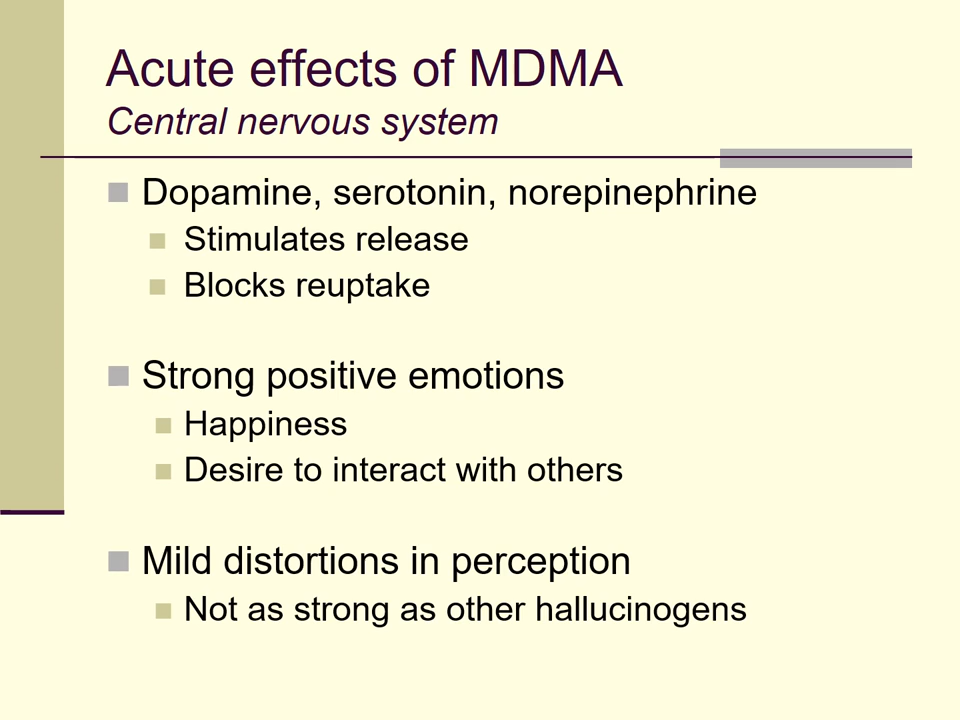 Acute effects of MDMA
Central nervous system
Dopamine, serotonin, norepinephrine
Stimulates release
Blocks reuptake
Strong positive emotions
Happiness
Desire to interact with others
Mild distortions in perception
Not as strong as other hallucinogens